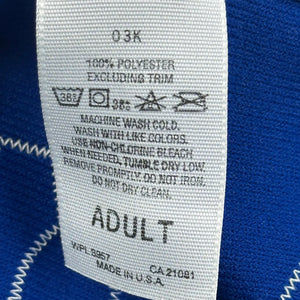 03K
100% POLYESTER
EXCLUDING TRIM
MACHINE WASH COLD.
WASH WITH LIKE COLORS.
USE NON-CHLORINE BLEACH
WHEN NEEDED. TUMBLE DRY LOW.
REMOVE PROMPTLY. DO NOT IRON.
DO NOT DRY CLEAN.
ADULT
WPL 5957 CA 21081
MADE IN U.S.A.